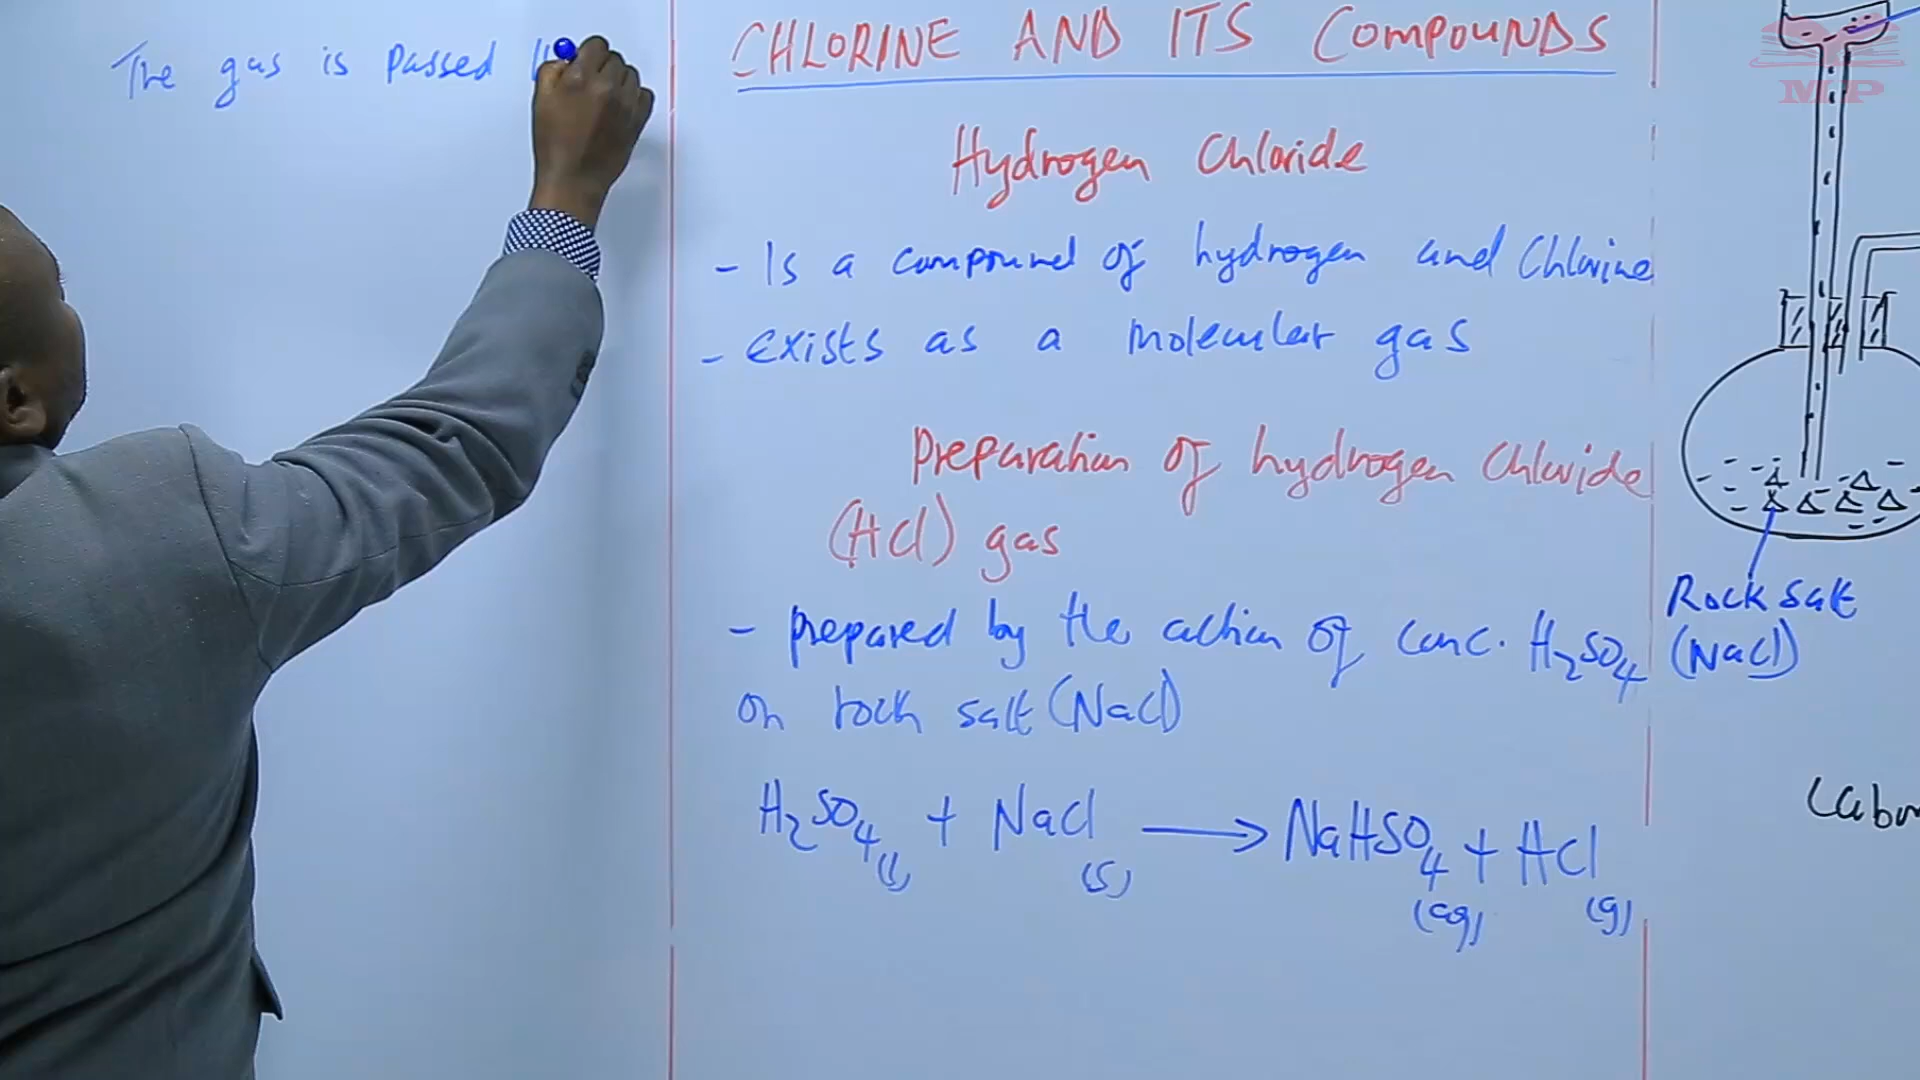 The gas is passed
CHLORINE AND ITS COMPOUNDS
Hydrogen Chloride
- Is a compound of hydrogen and Chlorine
- exists as a molecular gas
Preparation of hydrogen Chloride
(HCl) gas
- prepared by the action of conc. H2SO4
on rock salt (NaCl)
H2SO4(l) + NaCl(s) → NaHSO4(aq) + HCl(g)
MP
Rock salt
(NaCl)